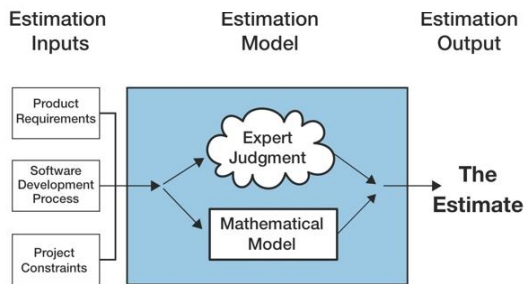 Estimation
Inputs
Estimation
Model
Estimation
Output
Product
Requirements
Software
Development
Process
Project
Constraints
Expert
Judgment
Mathematical
Model
The
Estimate